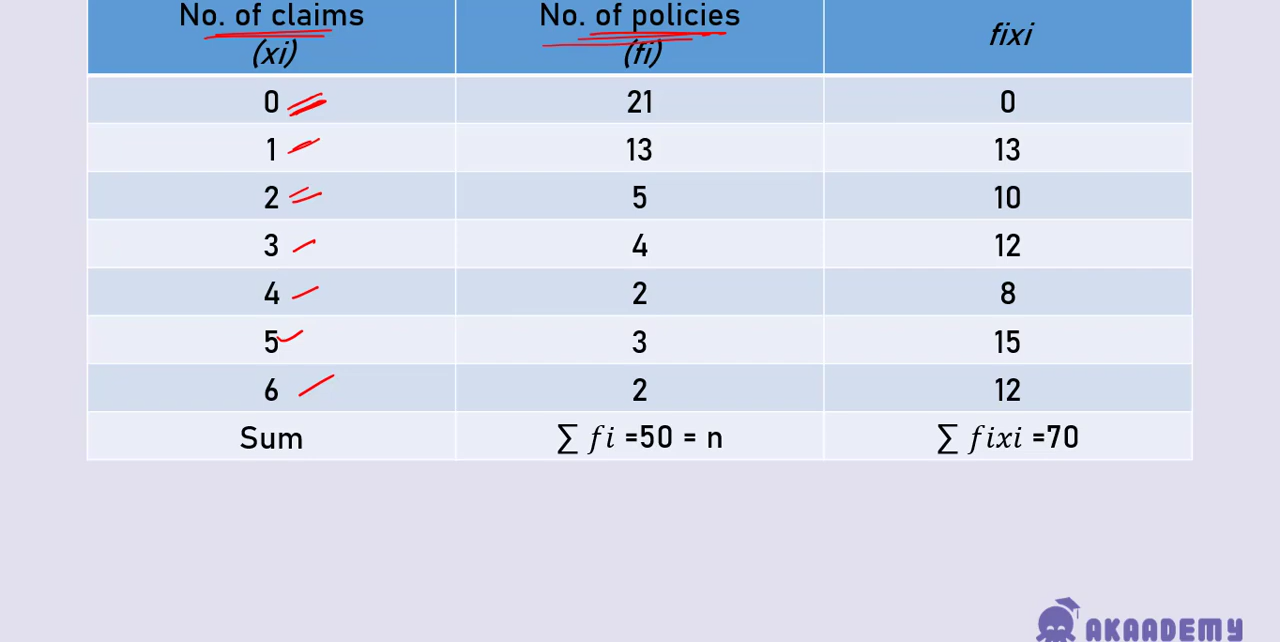 No. of claims No. of policies fixi
(xi) (fi)
0 21 0
1 13 13
2 5 10
3 4 12
4 2 8
5 3 15
6 2 12
Sum ∑ fi =50 = n ∑ fixi =70
AKAADEMY